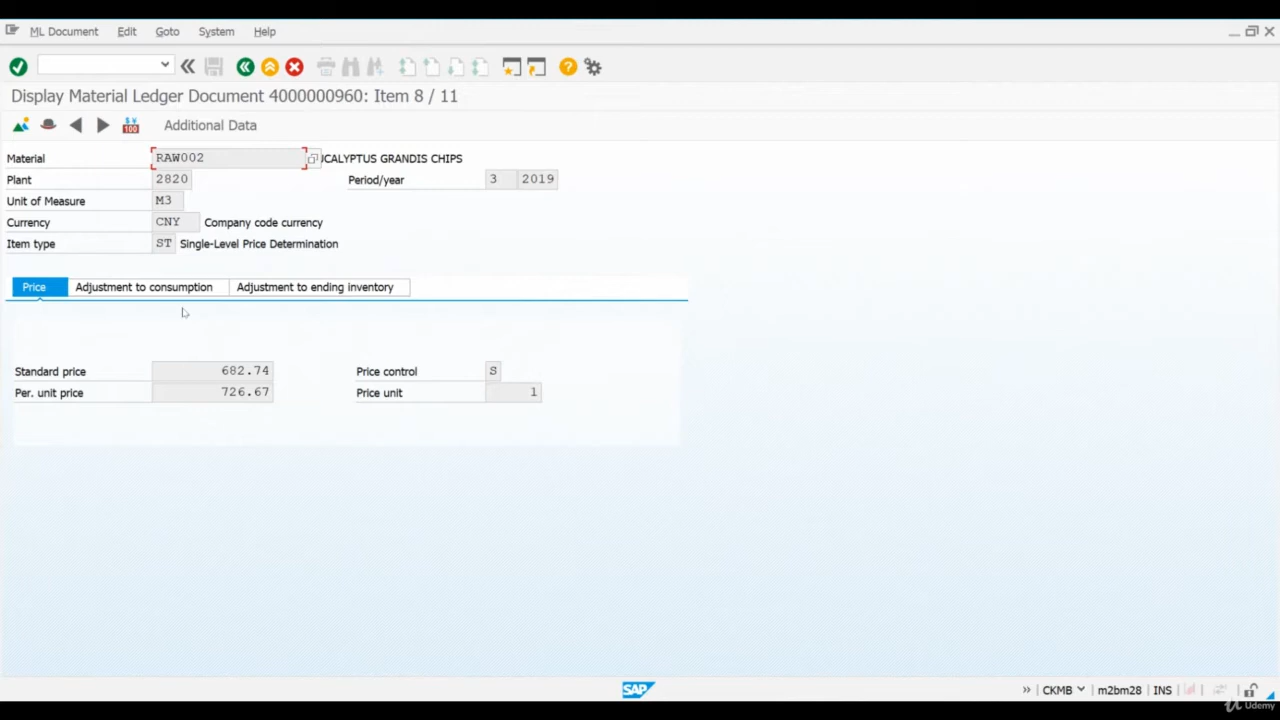 ML Document Edit Goto System Help
Display Material Ledger Document 4000000960: Item 8 / 11
Additional Data
Material RAW002 UCALYPTUS GRANDIS CHIPS
Plant 2820 Period/year 3 2019
Unit of Measure M3
Currency CNY Company code currency
Item type ST Single-Level Price Determination
Price Adjustment to consumption Adjustment to ending inventory
Standard price 682.74 Price control S
Per. unit price 726.67 Price unit 1
SAP CKMB m2bm28 INS
Udemy